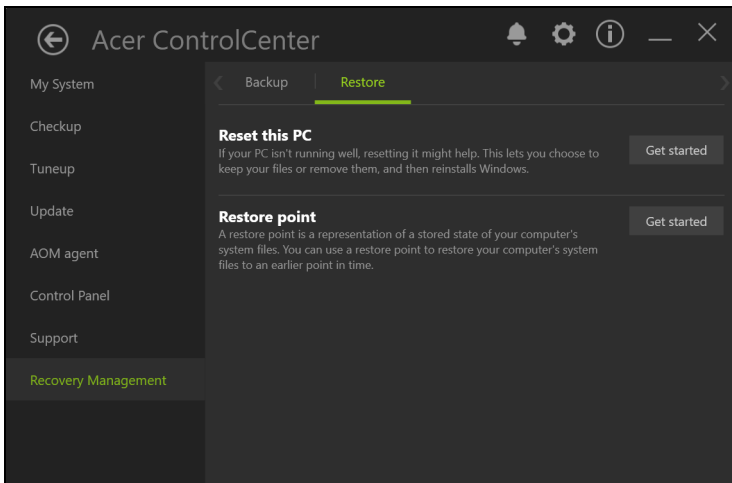 Acer ControlCenter
My System
Checkup
Tuneup
Update
AOM agent
Control Panel
Support
Recovery Management
Backup
Restore
Reset this PC
If your PC isn't running well, resetting it might help. This lets you choose to
keep your files or remove them, and then reinstalls Windows.
Get started
Restore point
A restore point is a representation of a stored state of your computer's
system files. You can use a restore point to restore your computer's system
files to an earlier point in time.
Get started